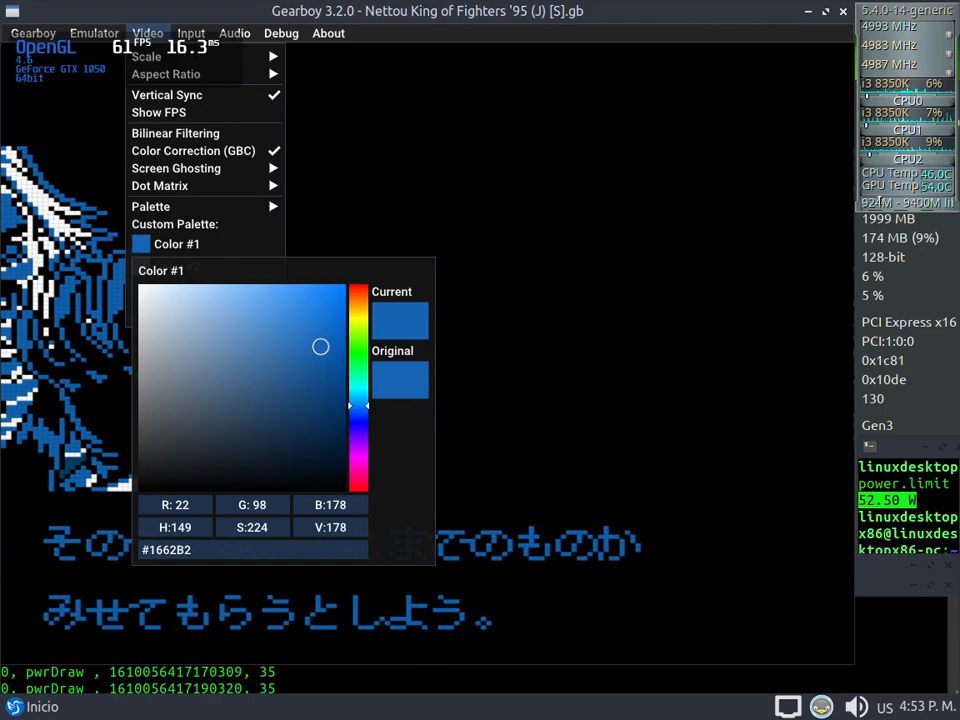 Gearboy 3.2.0 - Nettou King of Fighters '95 (J) [S].gb
Gearboy Emulator Video Input Audio Debug About
OpenGL
4.6
GeForce GTX 1050
64bit
61FPS 16.3ms
Scale
Aspect Ratio
Vertical Sync
Show FPS
Bilinear Filtering
Color Correction (GBC)
Screen Ghosting
Dot Matrix
Palette
Custom Palette:
Color #1
Color #1
Current
Original
R: 22 G: 98 B:178
H:149 S:224 V:178
#1662B2
その までのものか
みせてもらうとしよう。
0, pwrDraw , 1610056417170309, 35
0, pwrDraw , 1610056417190320, 35
5.4.0-14-generic
4993 MHz
4983 MHz
4987 MHz
i3 8350K 6%
CPU0
i3 8350K 7%
CPU1
i3 8350K 9%
CPU2
CPU Temp 46.0C
GPU Temp 54.0C
924M - 9400M
1999 MB
174 MB (9%)
128-bit
6 %
5 %
PCI Express x16
PCI:1:0:0
0x1c81
0x10de
130
Gen3
linuxdesktop
power.limit
52.50 W
linuxdesktop
x86@linuxdes
ktopx86-pc:~
Inicio
US 4:53 P. M.